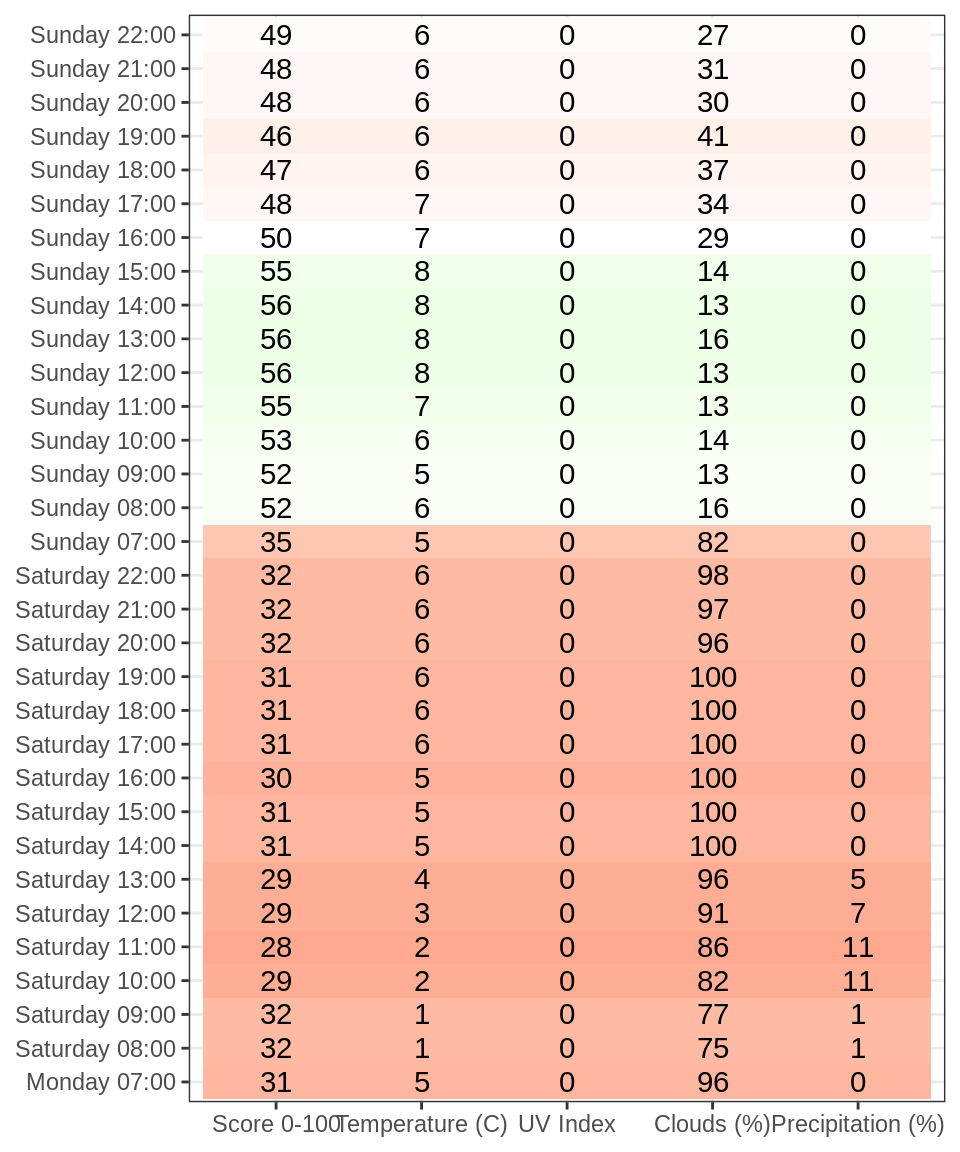 Sunday 22:00 49 6 0 27 0
Sunday 21:00 48 6 0 31 0
Sunday 20:00 48 6 0 30 0
Sunday 19:00 46 6 0 41 0
Sunday 18:00 47 6 0 37 0
Sunday 17:00 48 7 0 34 0
Sunday 16:00 50 7 0 29 0
Sunday 15:00 55 8 0 14 0
Sunday 14:00 56 8 0 13 0
Sunday 13:00 56 8 0 16 0
Sunday 12:00 56 8 0 13 0
Sunday 11:00 55 7 0 13 0
Sunday 10:00 53 6 0 14 0
Sunday 09:00 52 5 0 13 0
Sunday 08:00 52 6 0 16 0
Sunday 07:00 35 5 0 82 0
Saturday 22:00 32 6 0 98 0
Saturday 21:00 32 6 0 97 0
Saturday 20:00 32 6 0 96 0
Saturday 19:00 31 6 0 100 0
Saturday 18:00 31 6 0 100 0
Saturday 17:00 31 6 0 100 0
Saturday 16:00 30 5 0 100 0
Saturday 15:00 31 5 0 100 0
Saturday 14:00 31 5 0 100 0
Saturday 13:00 29 4 0 96 5
Saturday 12:00 29 3 0 91 7
Saturday 11:00 28 2 0 86 11
Saturday 10:00 29 2 0 82 11
Saturday 09:00 32 1 0 77 1
Saturday 08:00 32 1 0 75 1
Monday 07:00 31 5 0 96 0
Score 0-100 Temperature (C) UV Index Clouds (%) Precipitation (%)